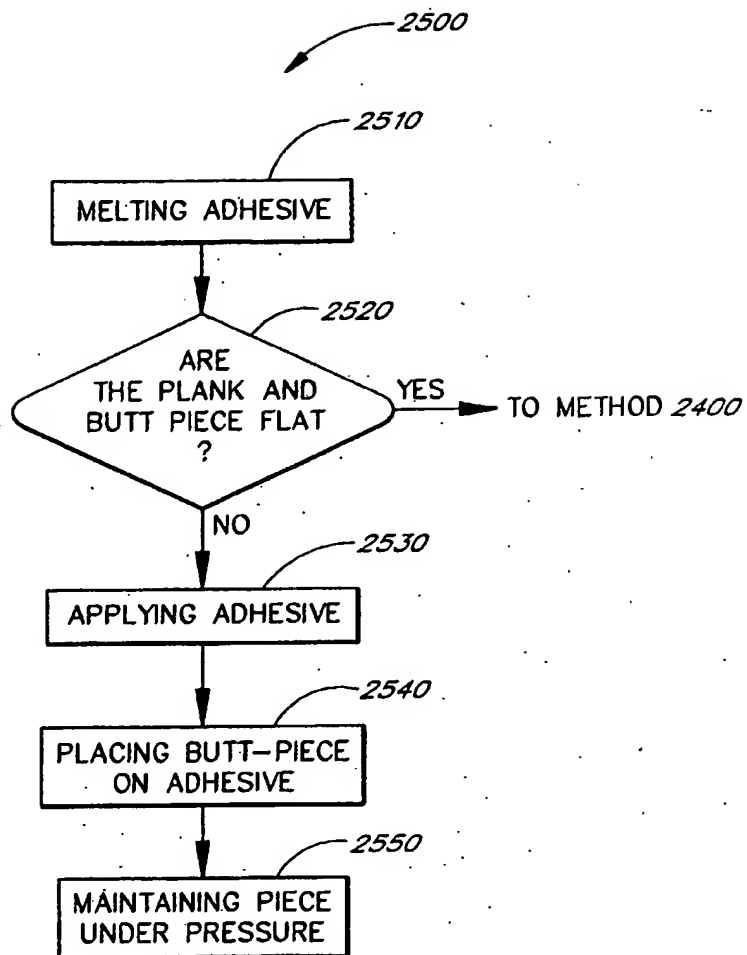 2500
2510
MELTING ADHESIVE
2520
ARE
THE PLANK AND
BUTT PIECE FLAT
?
YES
TO METHOD 2400
NO
2530
APPLYING ADHESIVE
2540
PLACING BUTT-PIECE
ON ADHESIVE
2550
MAINTAINING PIECE
UNDER PRESSURE